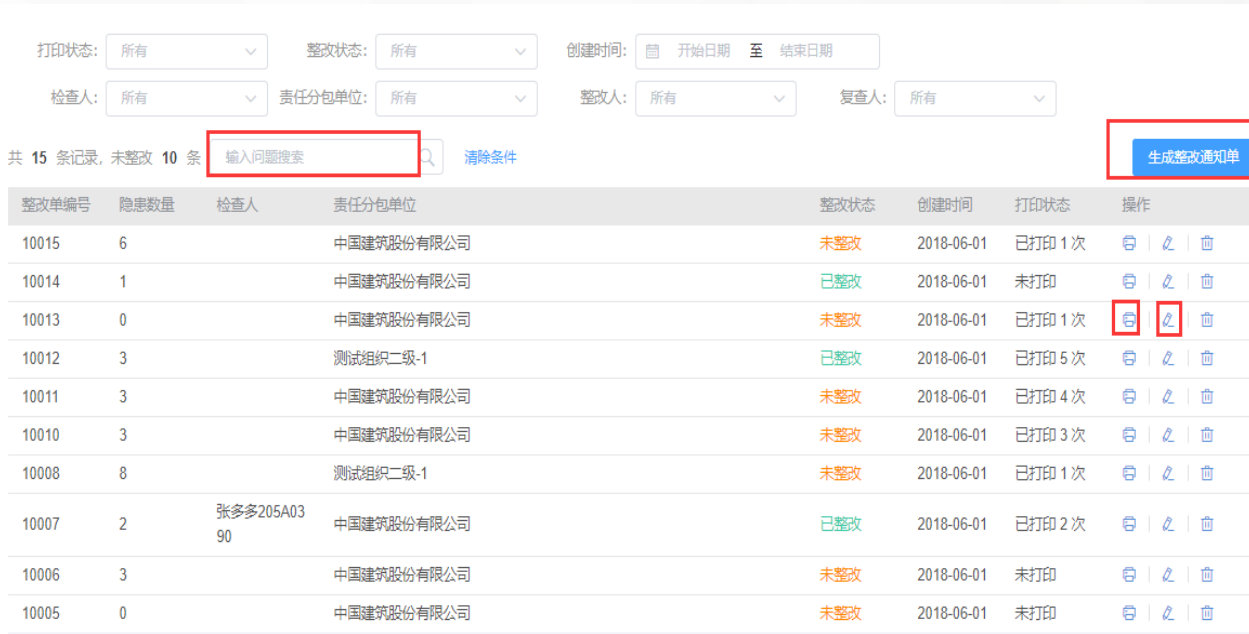 打印状态: 所有 整改状态: 所有 创建时间: 开始日期 至 结束日期
检查人: 所有 责任分包单位: 所有 整改人: 所有 复查人: 所有
共 15 条记录, 未整改 10 条 输入问题搜索 清除条件 生成整改通知单
整改单编号 隐患数量 检查人 责任分包单位 整改状态 创建时间 打印状态 操作
10015 6 中国建筑股份有限公司 未整改 2018-06-01 已打印 1 次
10014 1 中国建筑股份有限公司 已整改 2018-06-01 未打印
10013 0 中国建筑股份有限公司 未整改 2018-06-01 已打印 1 次
10012 3 测试组织二级-1 已整改 2018-06-01 已打印 5 次
10011 3 中国建筑股份有限公司 未整改 2018-06-01 已打印 4 次
10010 3 中国建筑股份有限公司 未整改 2018-06-01 已打印 3 次
10008 8 测试组织二级-1 未整改 2018-06-01 已打印 1 次
10007 2 张多多205A03
90 中国建筑股份有限公司 已整改 2018-06-01 已打印 2 次
10006 3 中国建筑股份有限公司 未整改 2018-06-01 未打印
10005 0 中国建筑股份有限公司 未整改 2018-06-01 未打印